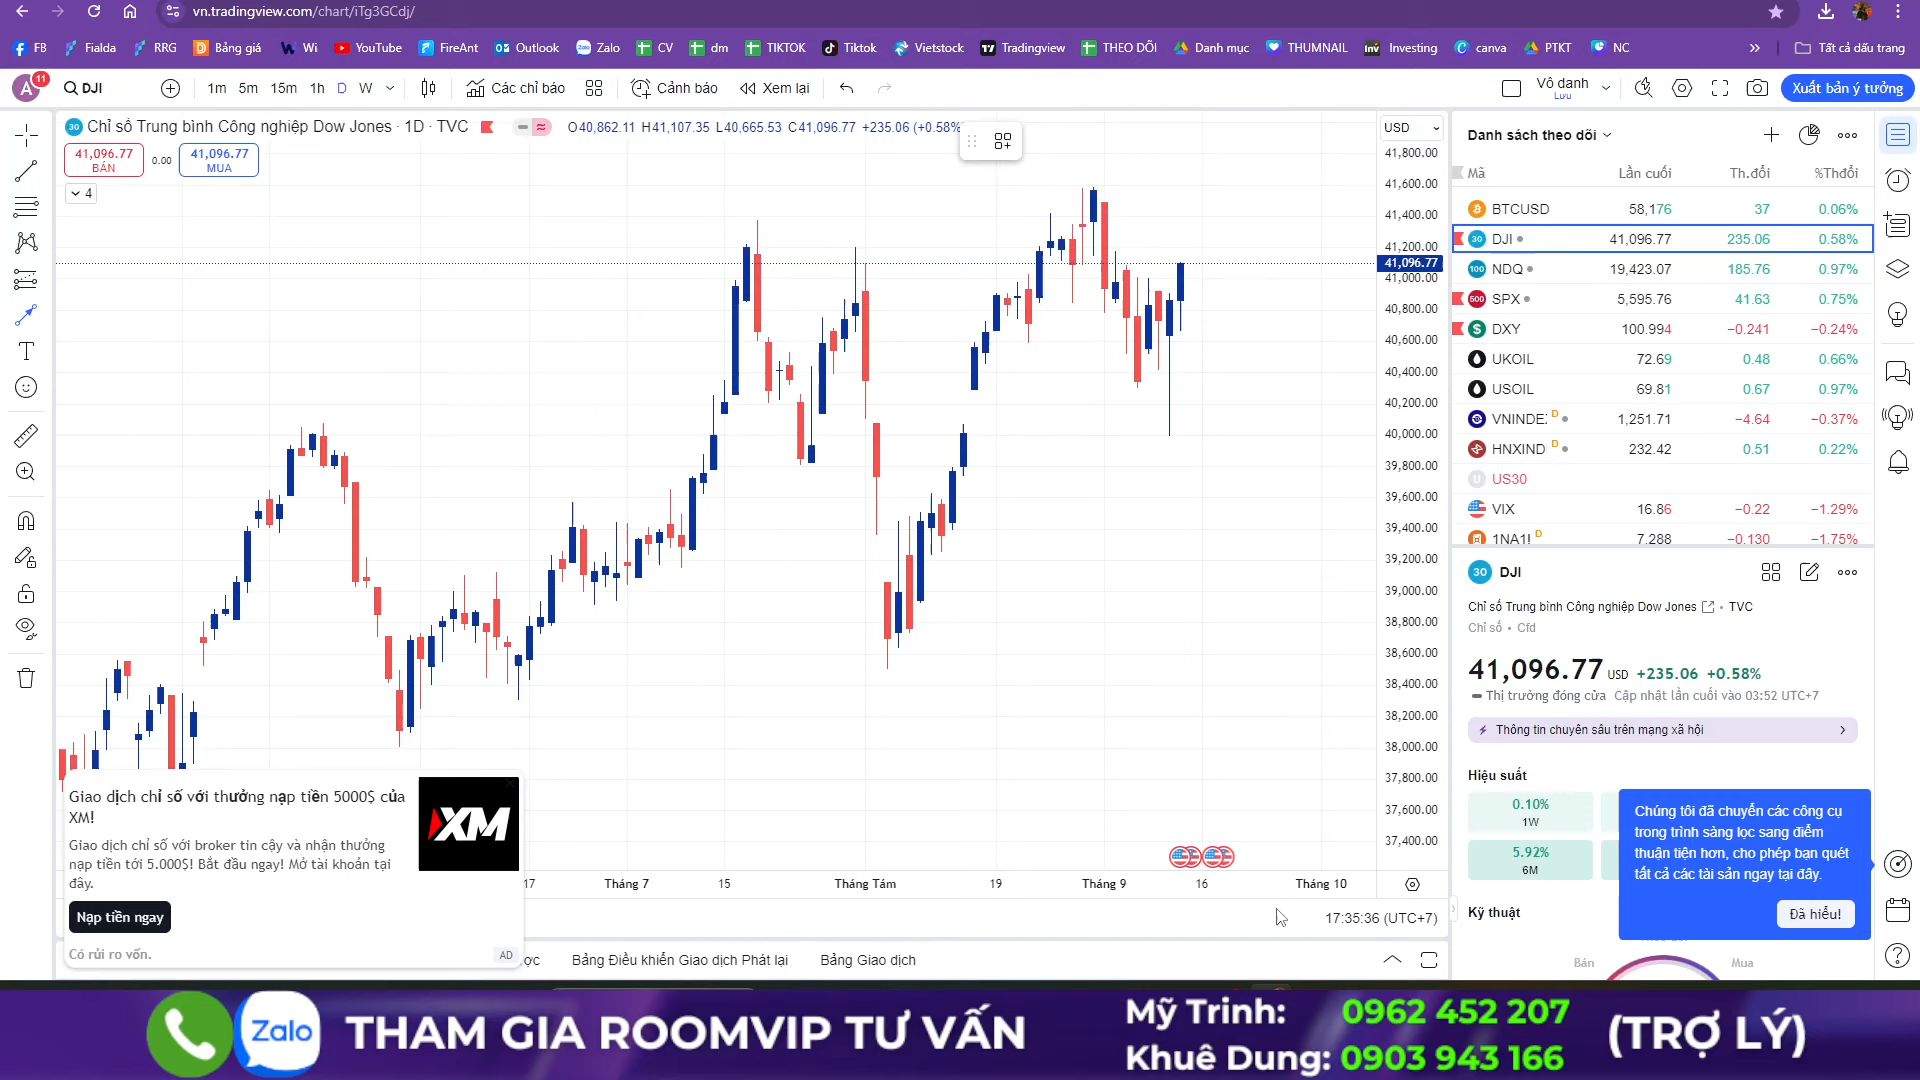 vn.tradingview.com/chart/iTg3GCdj/
FB Fialda RRG Bảng giá Wi YouTube FireAnt Outlook Zalo CV dm TIKTOK Tiktok Vietstock Tradingview THEO DÕI Danh mục THUMNAIL Investing canva PTKT NC » Tất cả dấu trang
A 11 DJI 1m 5m 15m 1h D W Các chỉ báo Cảnh báo Xem lại Vô danh Lưu Xuất bản ý tưởng
30 Chỉ số Trung bình Công nghiệp Dow Jones · 1D · TVC O40,862.11 H41,107.35 L40,665.53 C41,096.77 +235.06 (+0.58%
41,096.77 BÁN 0.00 41,096.77 MUA
4
USD
41,800.00
41,600.00
41,400.00
41,200.00
41,096.77
41,000.00
40,800.00
40,600.00
40,400.00
40,200.00
40,000.00
39,800.00
39,600.00
39,400.00
39,200.00
39,000.00
38,800.00
38,600.00
38,400.00
38,200.00
38,000.00
37,800.00
37,600.00
37,400.00
17 Tháng 7 15 Tháng Tám 19 Tháng 9 16 Tháng 10
17:35:36 (UTC+7)
Giao dịch chỉ số với thưởng nạp tiền 5000$ của
XM!
Giao dịch chỉ số với broker tin cậy và nhận thưởng
nạp tiền tới 5.000$! Bắt đầu ngay! Mở tài khoản tại
đây.
Nạp tiền ngay
Có rủi ro vốn.
AD
XM
Bảng Điều khiển Giao dịch Phát lại Bảng Giao dịch
Danh sách theo dõi
Mã Lần cuối Th.đổi %Thđổi
BTCUSD 58,176 37 0.06%
30 DJI 41,096.77 235.06 0.58%
100 NDQ 19,423.07 185.76 0.97%
500 SPX 5,595.76 41.63 0.75%
$ DXY 100.994 −0.241 −0.24%
UKOIL 72.69 0.48 0.66%
USOIL 69.81 0.67 0.97%
VNINDE: D 1,251.71 −4.64 −0.37%
HNXIND D 232.42 0.51 0.22%
U US30
VIX 16.86 −0.22 −1.29%
1NA1! D 7.288 −0.130 −1.75%
30 DJI
Chỉ số Trung bình Công nghiệp Dow Jones • TVC
Chỉ số • Cfd
41,096.77 USD +235.06 +0.58%
Thị trường đóng cửa Cập nhật lần cuối vào 03:52 UTC+7
Thông tin chuyên sâu trên mạng xã hội
Hiệu suất
0.10%
1W
5.92%
6M
Chúng tôi đã chuyển các công cụ
trong trình sàng lọc sang điểm
thuận tiện hơn, cho phép bạn quét
tất cả các tài sản ngay tại đây.
Đã hiểu!
Kỹ thuật
Bán Mua
Zalo THAM GIA ROOMVIP TƯ VẤN
Mỹ Trinh: 0962 452 207
Khuê Dung: 0903 943 166
(TRỢ LÝ)